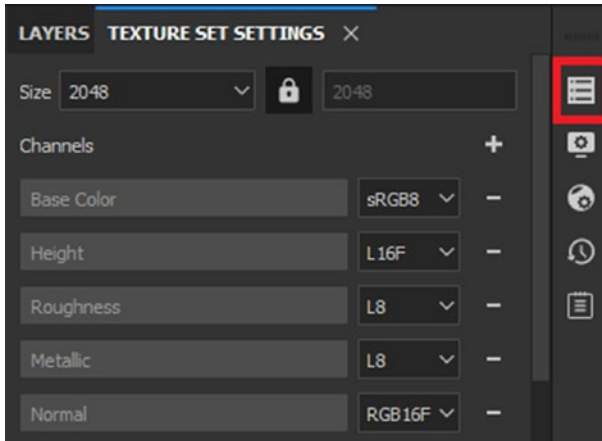 LAYERS TEXTURE SET SETTINGS
Size 2048 2048
Channels
Base Color sRGB8
Height L16F
Roughness L8
Metallic L8
Normal RGB16F